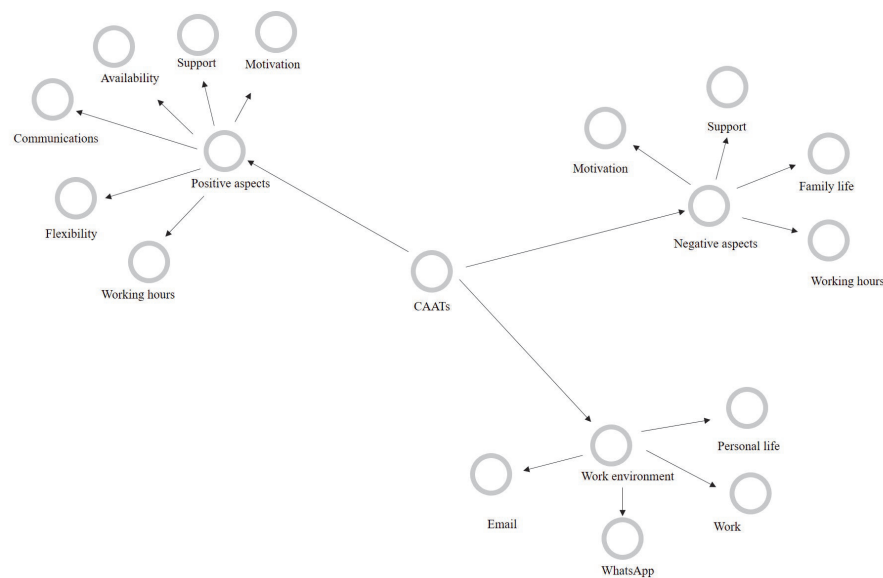 Support
Motivation
Availability
Communications
Positive aspects
Flexibility
Working hours
CAATs
Support
Motivation
Family life
Negative aspects
Working hours
Personal life
Work environment
Email
Work
WhatsApp